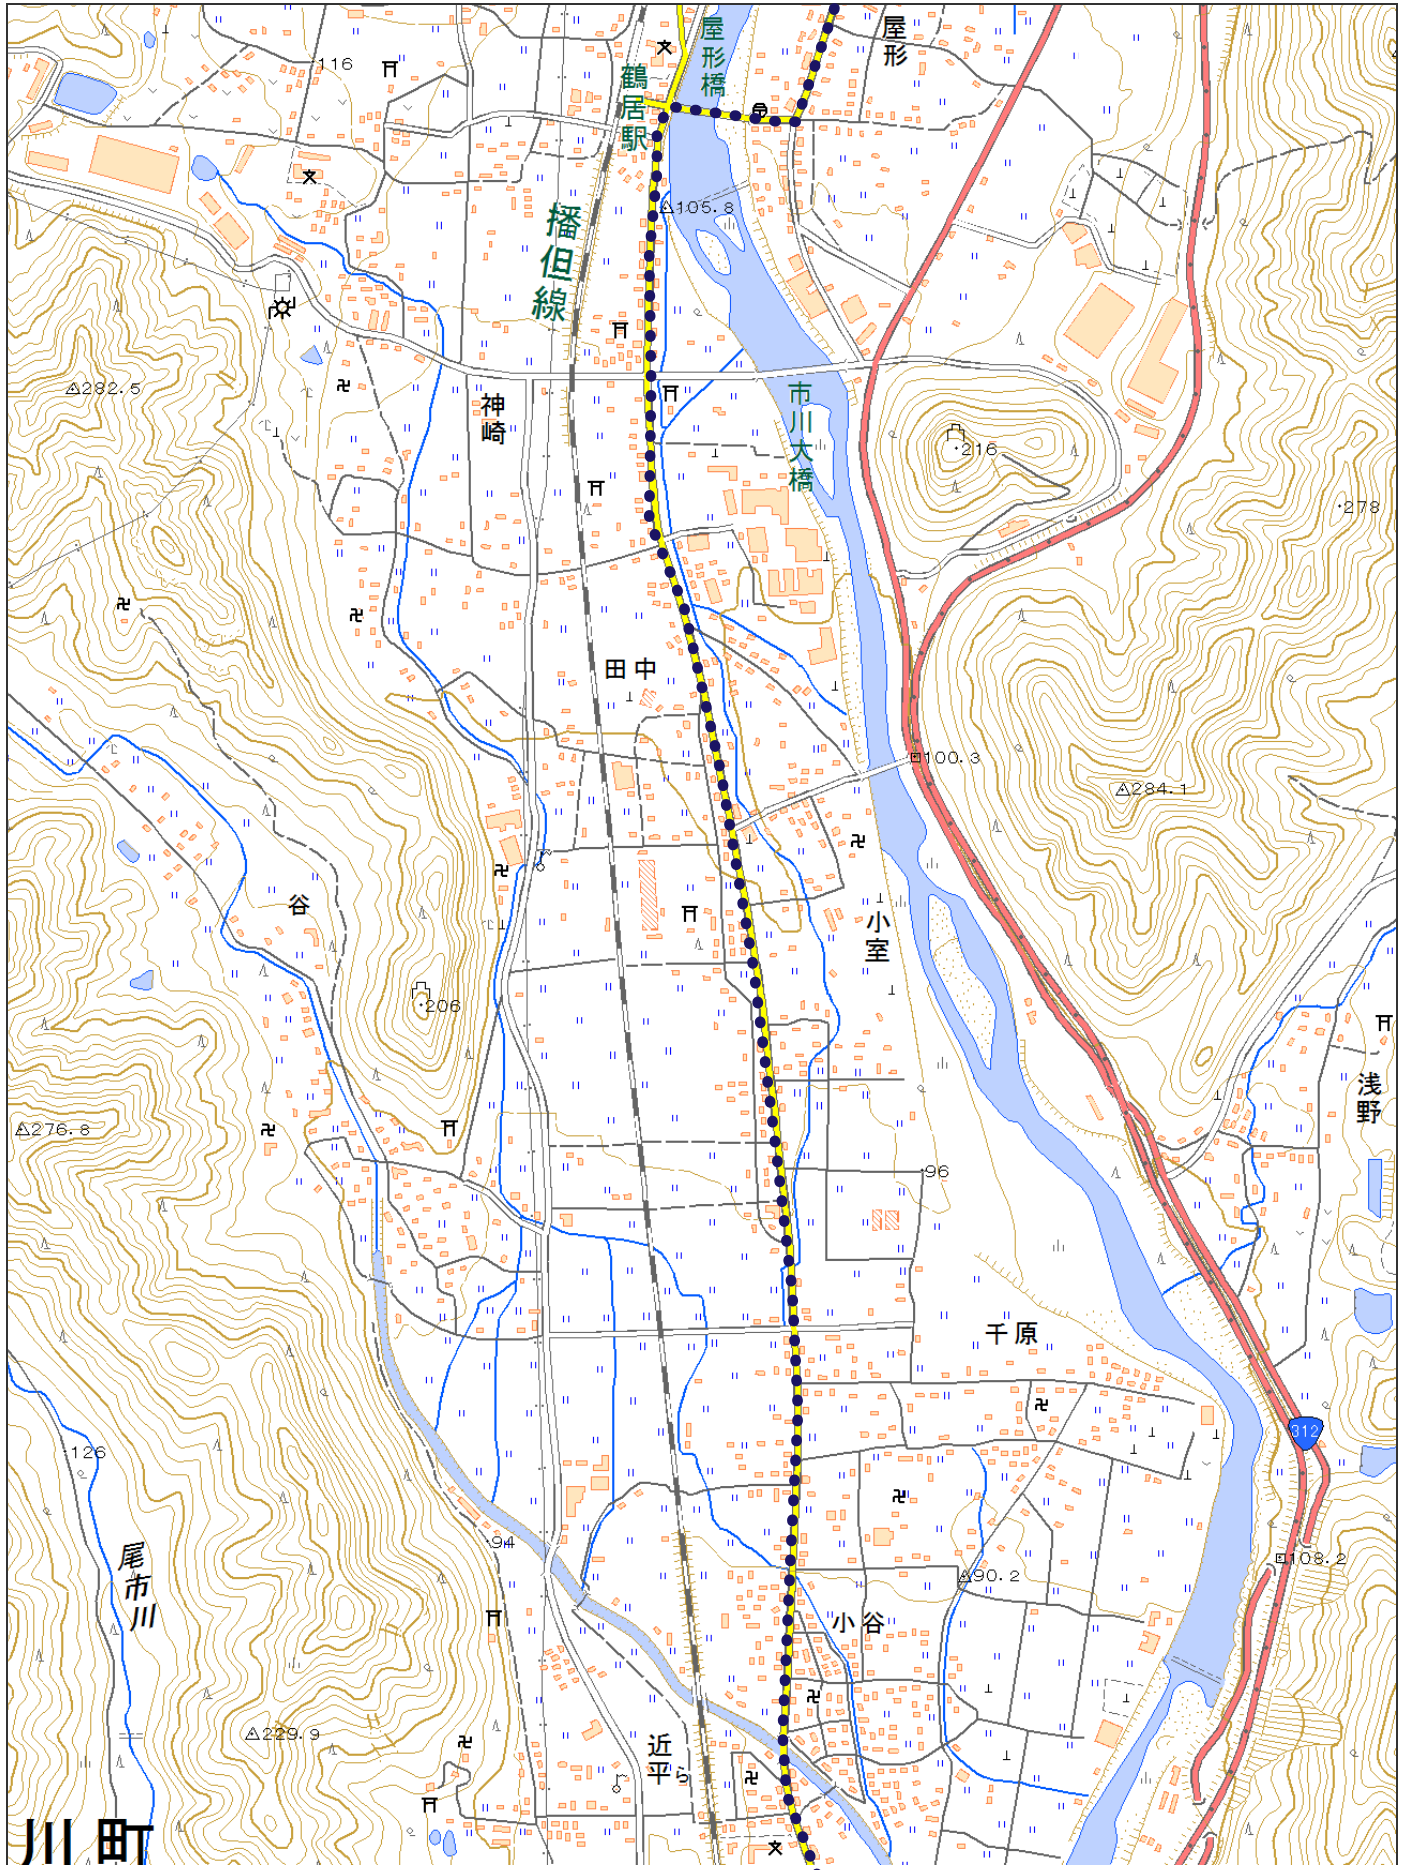 屋形橋
屋形
116
鶴居駅
105.8
播但線
282.5
神崎
市川大橋
216
278
田中
100.3
284.1
谷
小室
206
浅野
276.8
96
千原
312
126
94
108.2
90.2
尾市川
小谷
229.9
近平
ら
川町